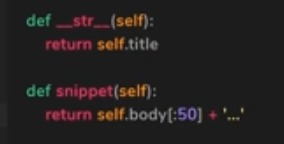 def __str__(self):
return self.title
def snippet(self):
return self.body[:50] + '...'